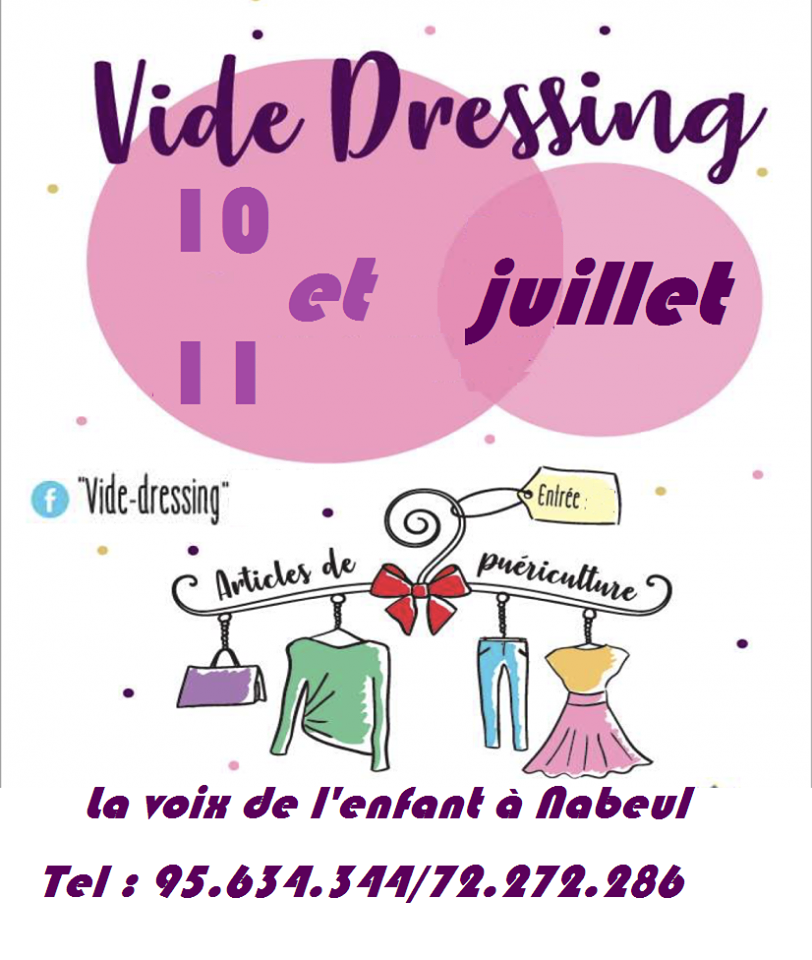 Vide Dressing
10
et
juillet
11
f "Vide-dressing"
Entrée :
Articles de puériculture
La voix de l'enfant à Nabeul
Tel : 95.634.344/72.272.286